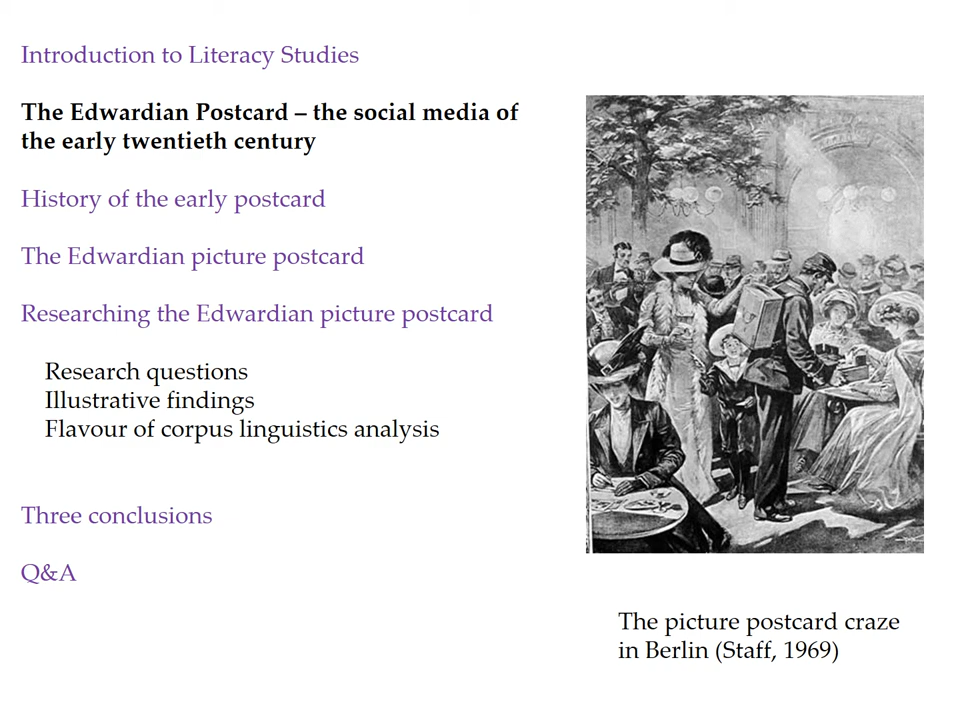 Introduction to Literacy Studies
The Edwardian Postcard – the social media of
the early twentieth century
History of the early postcard
The Edwardian picture postcard
Researching the Edwardian picture postcard
Research questions
Illustrative findings
Flavour of corpus linguistics analysis
Three conclusions
Q&A
The picture postcard craze
in Berlin (Staff, 1969)